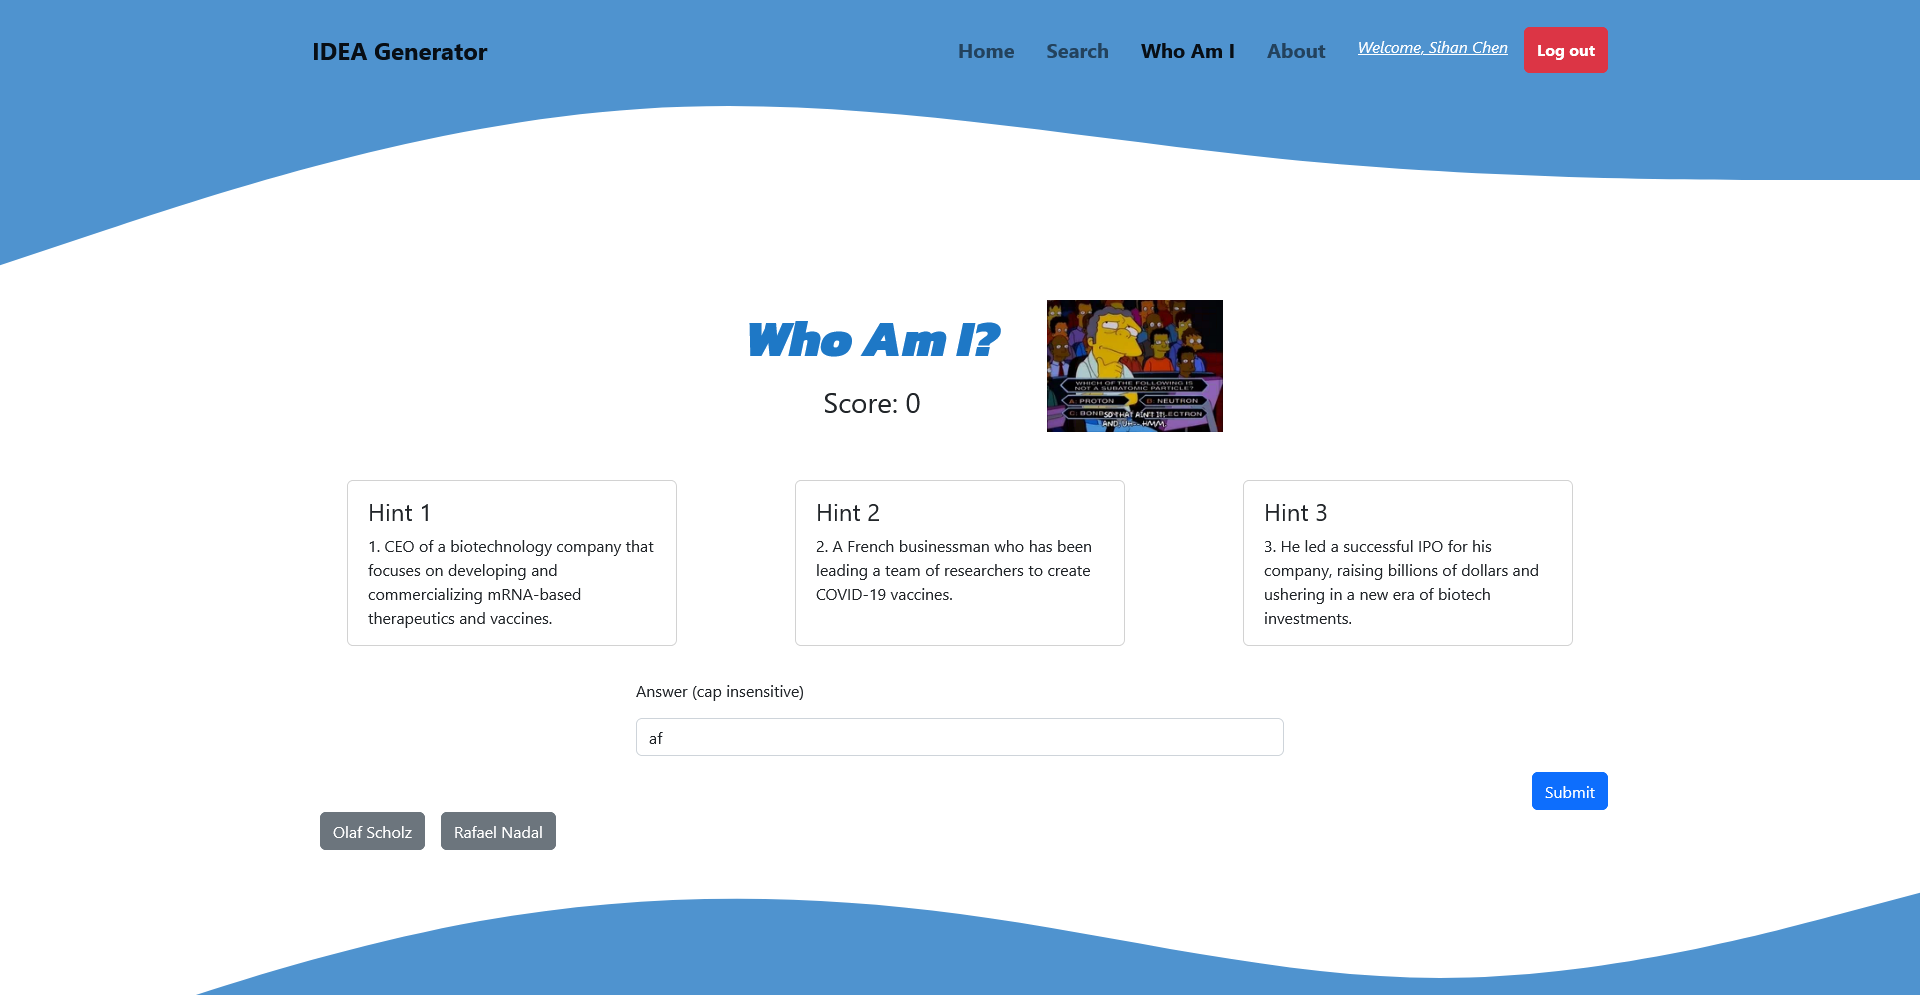 IDEA Generator
Home Search Who Am I About Welcome, Sihan Chen Log out
Who Am I?
Score: 0
WHICH OF THE FOLLOWING IS
NOT A SUBATOMIC PARTICLE?
A: PROTON B: NEUTRON
SO THAT AIN'T IT!
AND, UH... HMM.
Hint 1
1. CEO of a biotechnology company that
focuses on developing and
commercializing mRNA-based
therapeutics and vaccines.
Hint 2
2. A French businessman who has been
leading a team of researchers to create
COVID-19 vaccines.
Hint 3
3. He led a successful IPO for his
company, raising billions of dollars and
ushering in a new era of biotech
investments.
Answer (cap insensitive)
af
Submit
Olaf Scholz Rafael Nadal